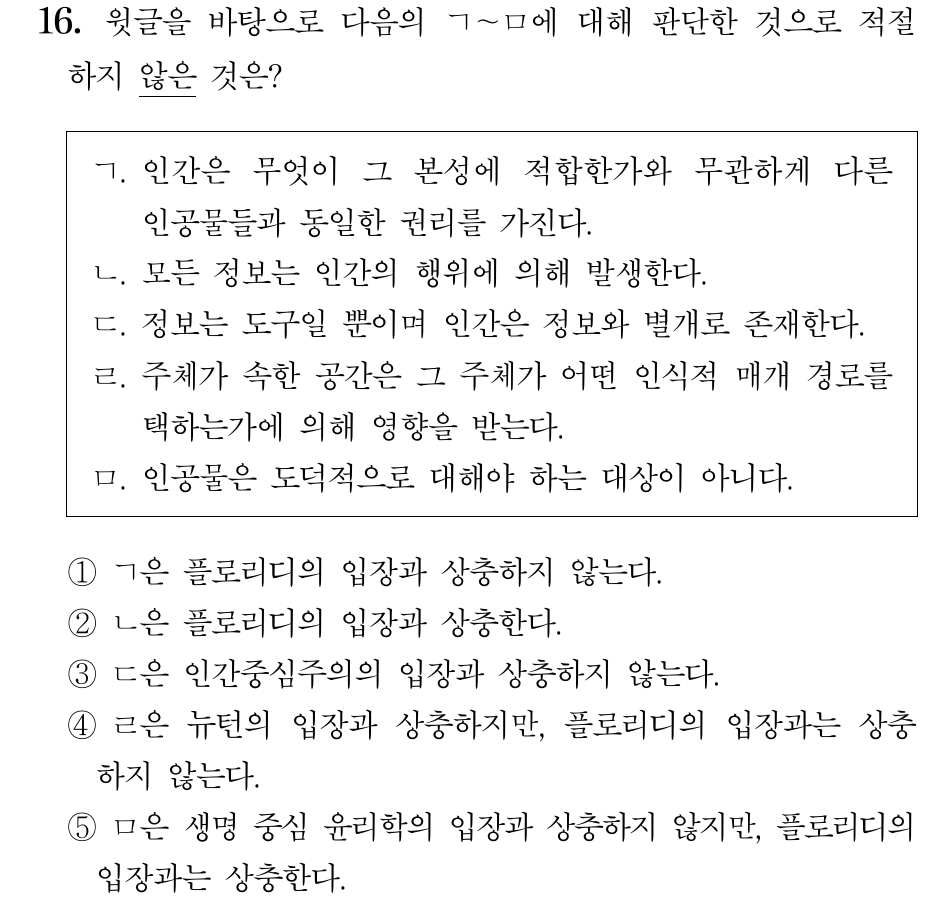 16. 윗글을 바탕으로 다음의 ㄱ~ㅁ에 대해 판단한 것으로 적절
하지 않은 것은?
ㄱ. 인간은 무엇이 그 본성에 적합한가와 무관하게 다른
인공물들과 동일한 권리를 가진다.
ㄴ. 모든 정보는 인간의 행위에 의해 발생한다.
ㄷ. 정보는 도구일 뿐이며 인간은 정보와 별개로 존재한다.
ㄹ. 주체가 속한 공간은 그 주체가 어떤 인식적 매개 경로를
택하는가에 의해 영향을 받는다.
ㅁ. 인공물은 도덕적으로 대해야 하는 대상이 아니다.
① ㄱ은 플로리디의 입장과 상충하지 않는다.
② ㄴ은 플로리디의 입장과 상충한다.
③ ㄷ은 인간중심주의의 입장과 상충하지 않는다.
④ ㄹ은 뉴턴의 입장과 상충하지만, 플로리디의 입장과는 상충
하지 않는다.
⑤ ㅁ은 생명 중심 윤리학의 입장과 상충하지 않지만, 플로리디의
입장과는 상충한다.